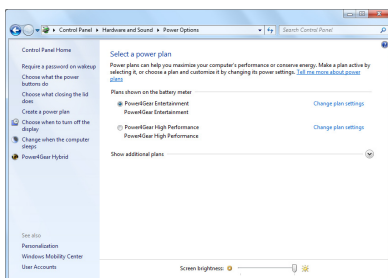 Control Panel ▸ Hardware and Sound ▸ Power Options
Search Control Panel
Control Panel Home
Require a password on wakeup
Choose what the power
buttons do
Choose what closing the lid
does
Create a power plan
Choose when to turn off the
display
Change when the computer
sleeps
Power4Gear Hybrid
See also
Personalization
Windows Mobility Center
User Accounts
Select a power plan
Power plans can help you maximize your computer's performance or conserve energy. Make a plan active by
selecting it, or choose a plan and customize it by changing its power settings. Tell me more about power
plans
Plans shown on the battery meter
Power4Gear Entertainment Change plan settings
Power4Gear Entertainment
Power4Gear High Performance Change plan settings
Power4Gear High Performance
Show additional plans
Screen brightness: